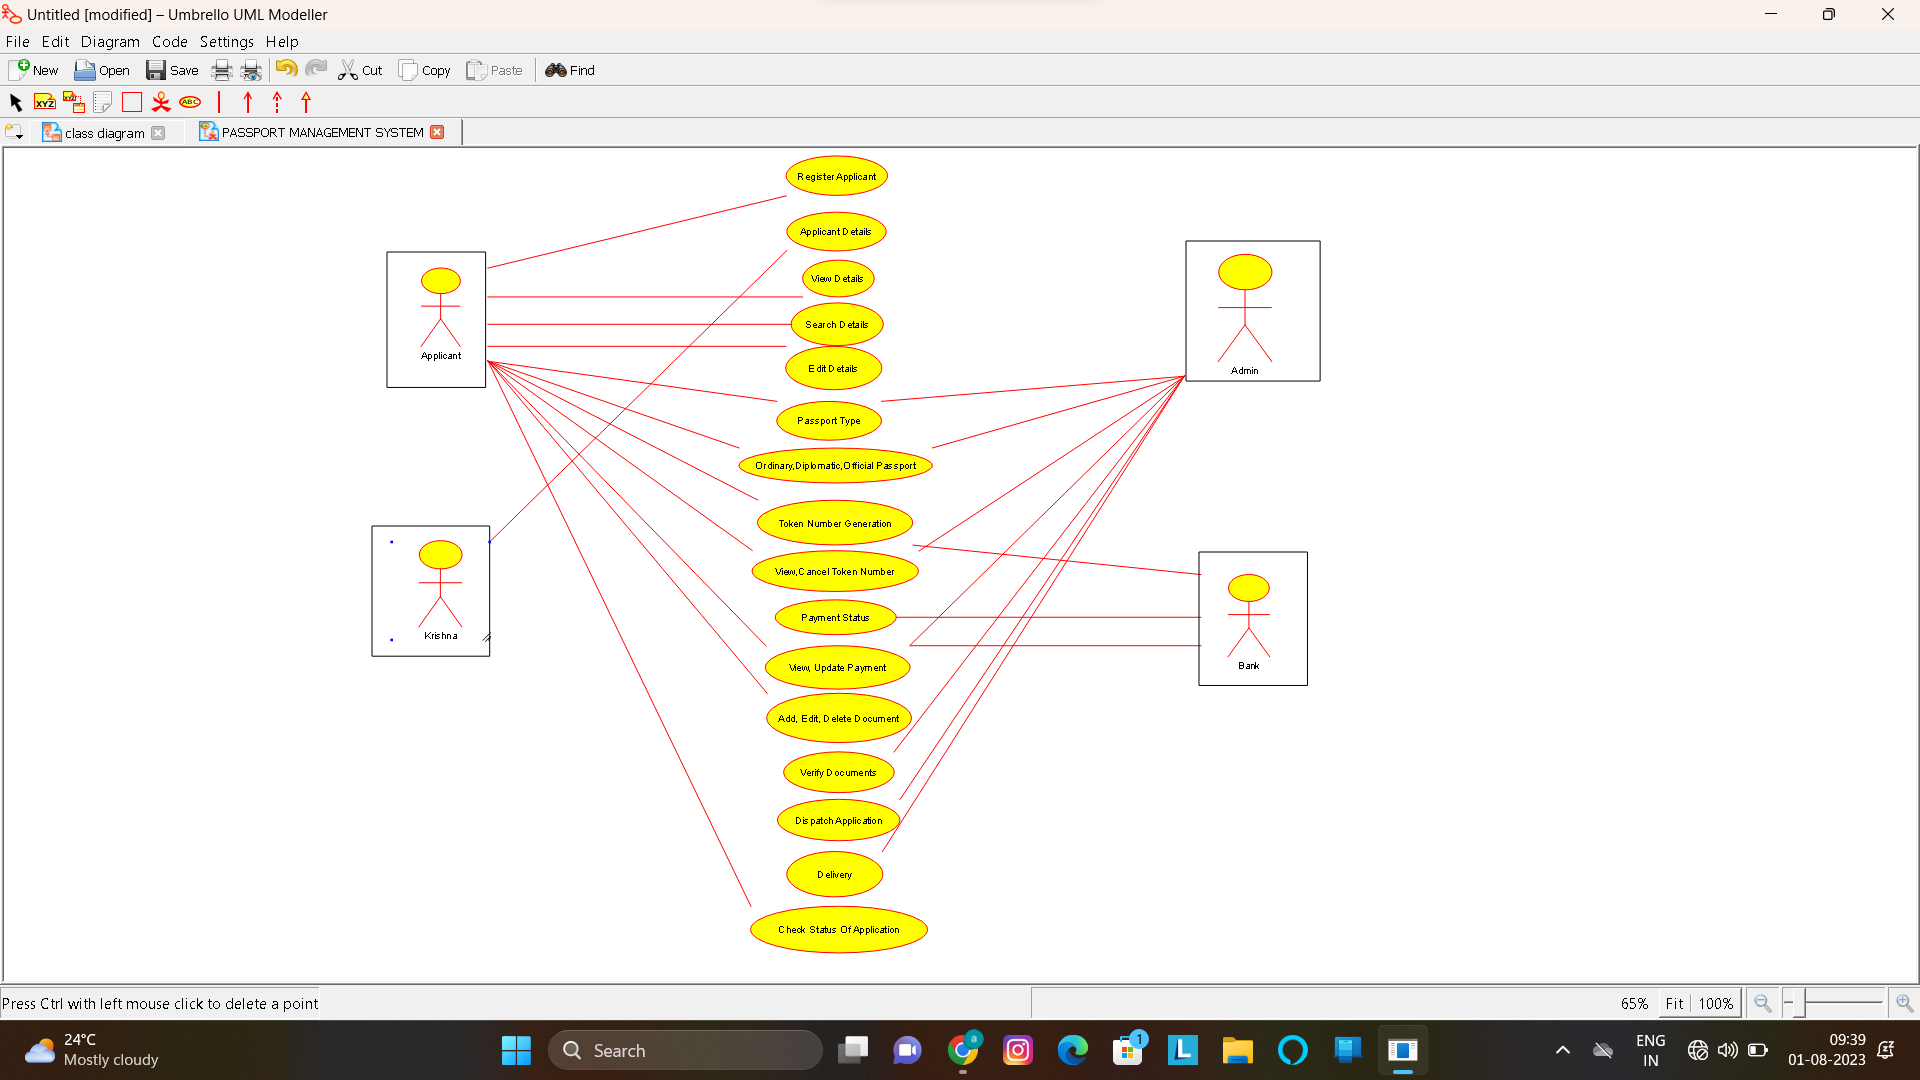 Untitled [modified] – Umbrello UML Modeller
File Edit Diagram Code Settings Help
New Open Save Cut Copy Paste Find
XYZ XYZ ABC
class diagram PASSPORT MANAGEMENT SYSTEM
Register Applicant
Applicant Details
View Details
Search Details
Applicant
Edit Details
Admin
Passport Type
Ordinary,Diplomatic,Official Passport
Token Number Generation
View,Cancel Token Number
Payment Status
Krishna
View, Update Payment
Bank
Add, Edit, Delete Document
Verify Documents
Dispatch Application
Delivery
Check Status Of Application
Press Ctrl with left mouse click to delete a point
65% Fit 100%
24°C
Mostly cloudy
Search
a
1
L
ENG
IN
09:39
01-08-2023